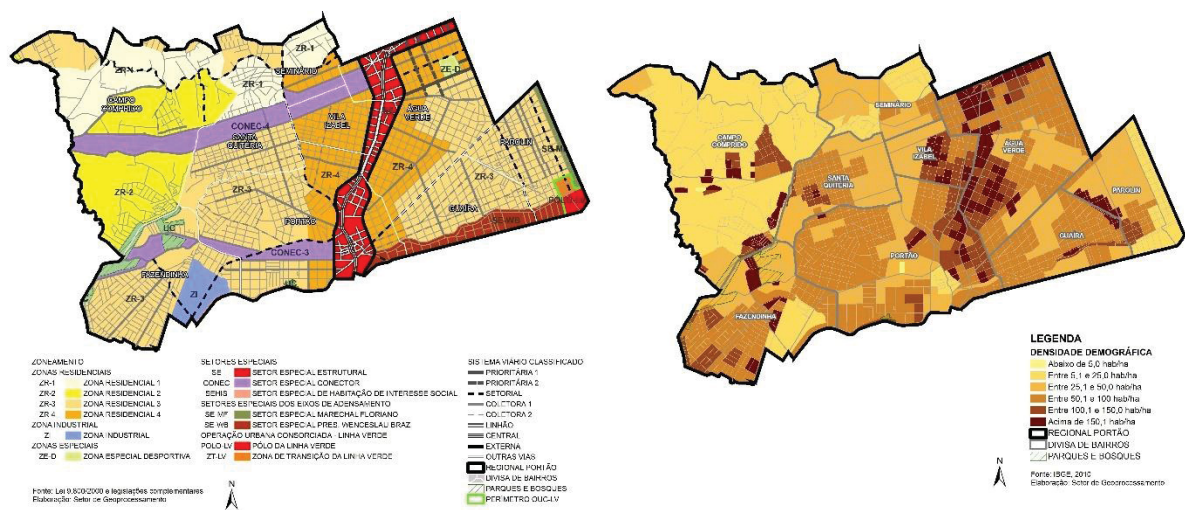 ZR-1
ZR-1
SEMINÁRIO
ZR-1
ZE-D
CAMPO
COMPRIDO
CONEC-4
SANTA
QUITÉRIA
VILA
IZABEL
ÁGUA
VERDE
PAROLIN
ZR-2
ZR-3
ZR-4
ZR-4
ZR-3
UC
PORTÃO
GUAÍRA
SE-WB
CONEC-3
FAZENDINHA
ZR-3
ZI
UC
ZONEAMENTO
ZONAS RESIDENCIAIS
ZR-1 ZONA RESIDENCIAL 1
ZR-2 ZONA RESIDENCIAL 2
ZR-3 ZONA RESIDENCIAL 3
ZR 4 ZONA RESIDENCIAL 4
ZONA INDUSTRIAL
ZI ZONA INDUSTRIAL
ZONAS ESPECIAIS
ZE-D ZONA ESPECIAL DESPORTIVA
SETORES ESPECIAIS
SE SETOR ESPECIAL ESTRUTURAL
CONEC SETOR ESPECIAL CONECTOR
SEHIS SETOR ESPECIAL DE HABITAÇÃO DE INTERESSE SOCIAL
SETORES ESPECIAIS DOS EIXOS DE ADENSAMENTO
SE MF SETOR ESPECIAL MARECHAL FLORIANO
SE WB SETOR ESPECIAL PRES. WENCESLAU BRAZ
OPERAÇÃO URBANA CONSORCIADA - LINHA VERDE
POLO-LV PÓLO DA LINHA VERDE
ZT-LV ZONA DE TRANSIÇÃO DA LINHA VERDE
SISTEMA VIÁRIO CLASSIFICADO
PRIORITÁRIA 1
PRIORITÁRIA 2
SETORIAL
COLETORA 1
COLETORA 2
LINHÃO
CENTRAL
EXTERNA
OUTRAS VIAS
REGIONAL PORTÃO
DIVISA DE BAIRROS
PARQUES E BOSQUES
PERÍMETRO OUC-LV
Fonte: Lei 9.800/2000 e legislações complementares
Elaboração: Setor de Geoprocessamento
N
SEMINÁRIO
CAMPO
COMPRIDO
VILA
IZABEL
ÁGUA
VERDE
SANTA
QUITÉRIA
PAROLIN
GUAÍRA
PORTÃO
FAZENDINHA
LEGENDA
DENSIDADE DEMOGRÁFICA
Abaixo de 5,0 hab/ha
Entre 5,1 e 25,0 hab/ha
Entre 25,1 e 50,0 hab/ha
Entre 50,1 e 100 hab/ha
Entre 100,1 e 150,0 hab/ha
Acima de 150,1 hab/ha
REGIONAL PORTÃO
DIVISA DE BAIRROS
PARQUES E BOSQUES
Fonte: IBGE, 2010
Elaboração: Setor de Geoprocessamento
N